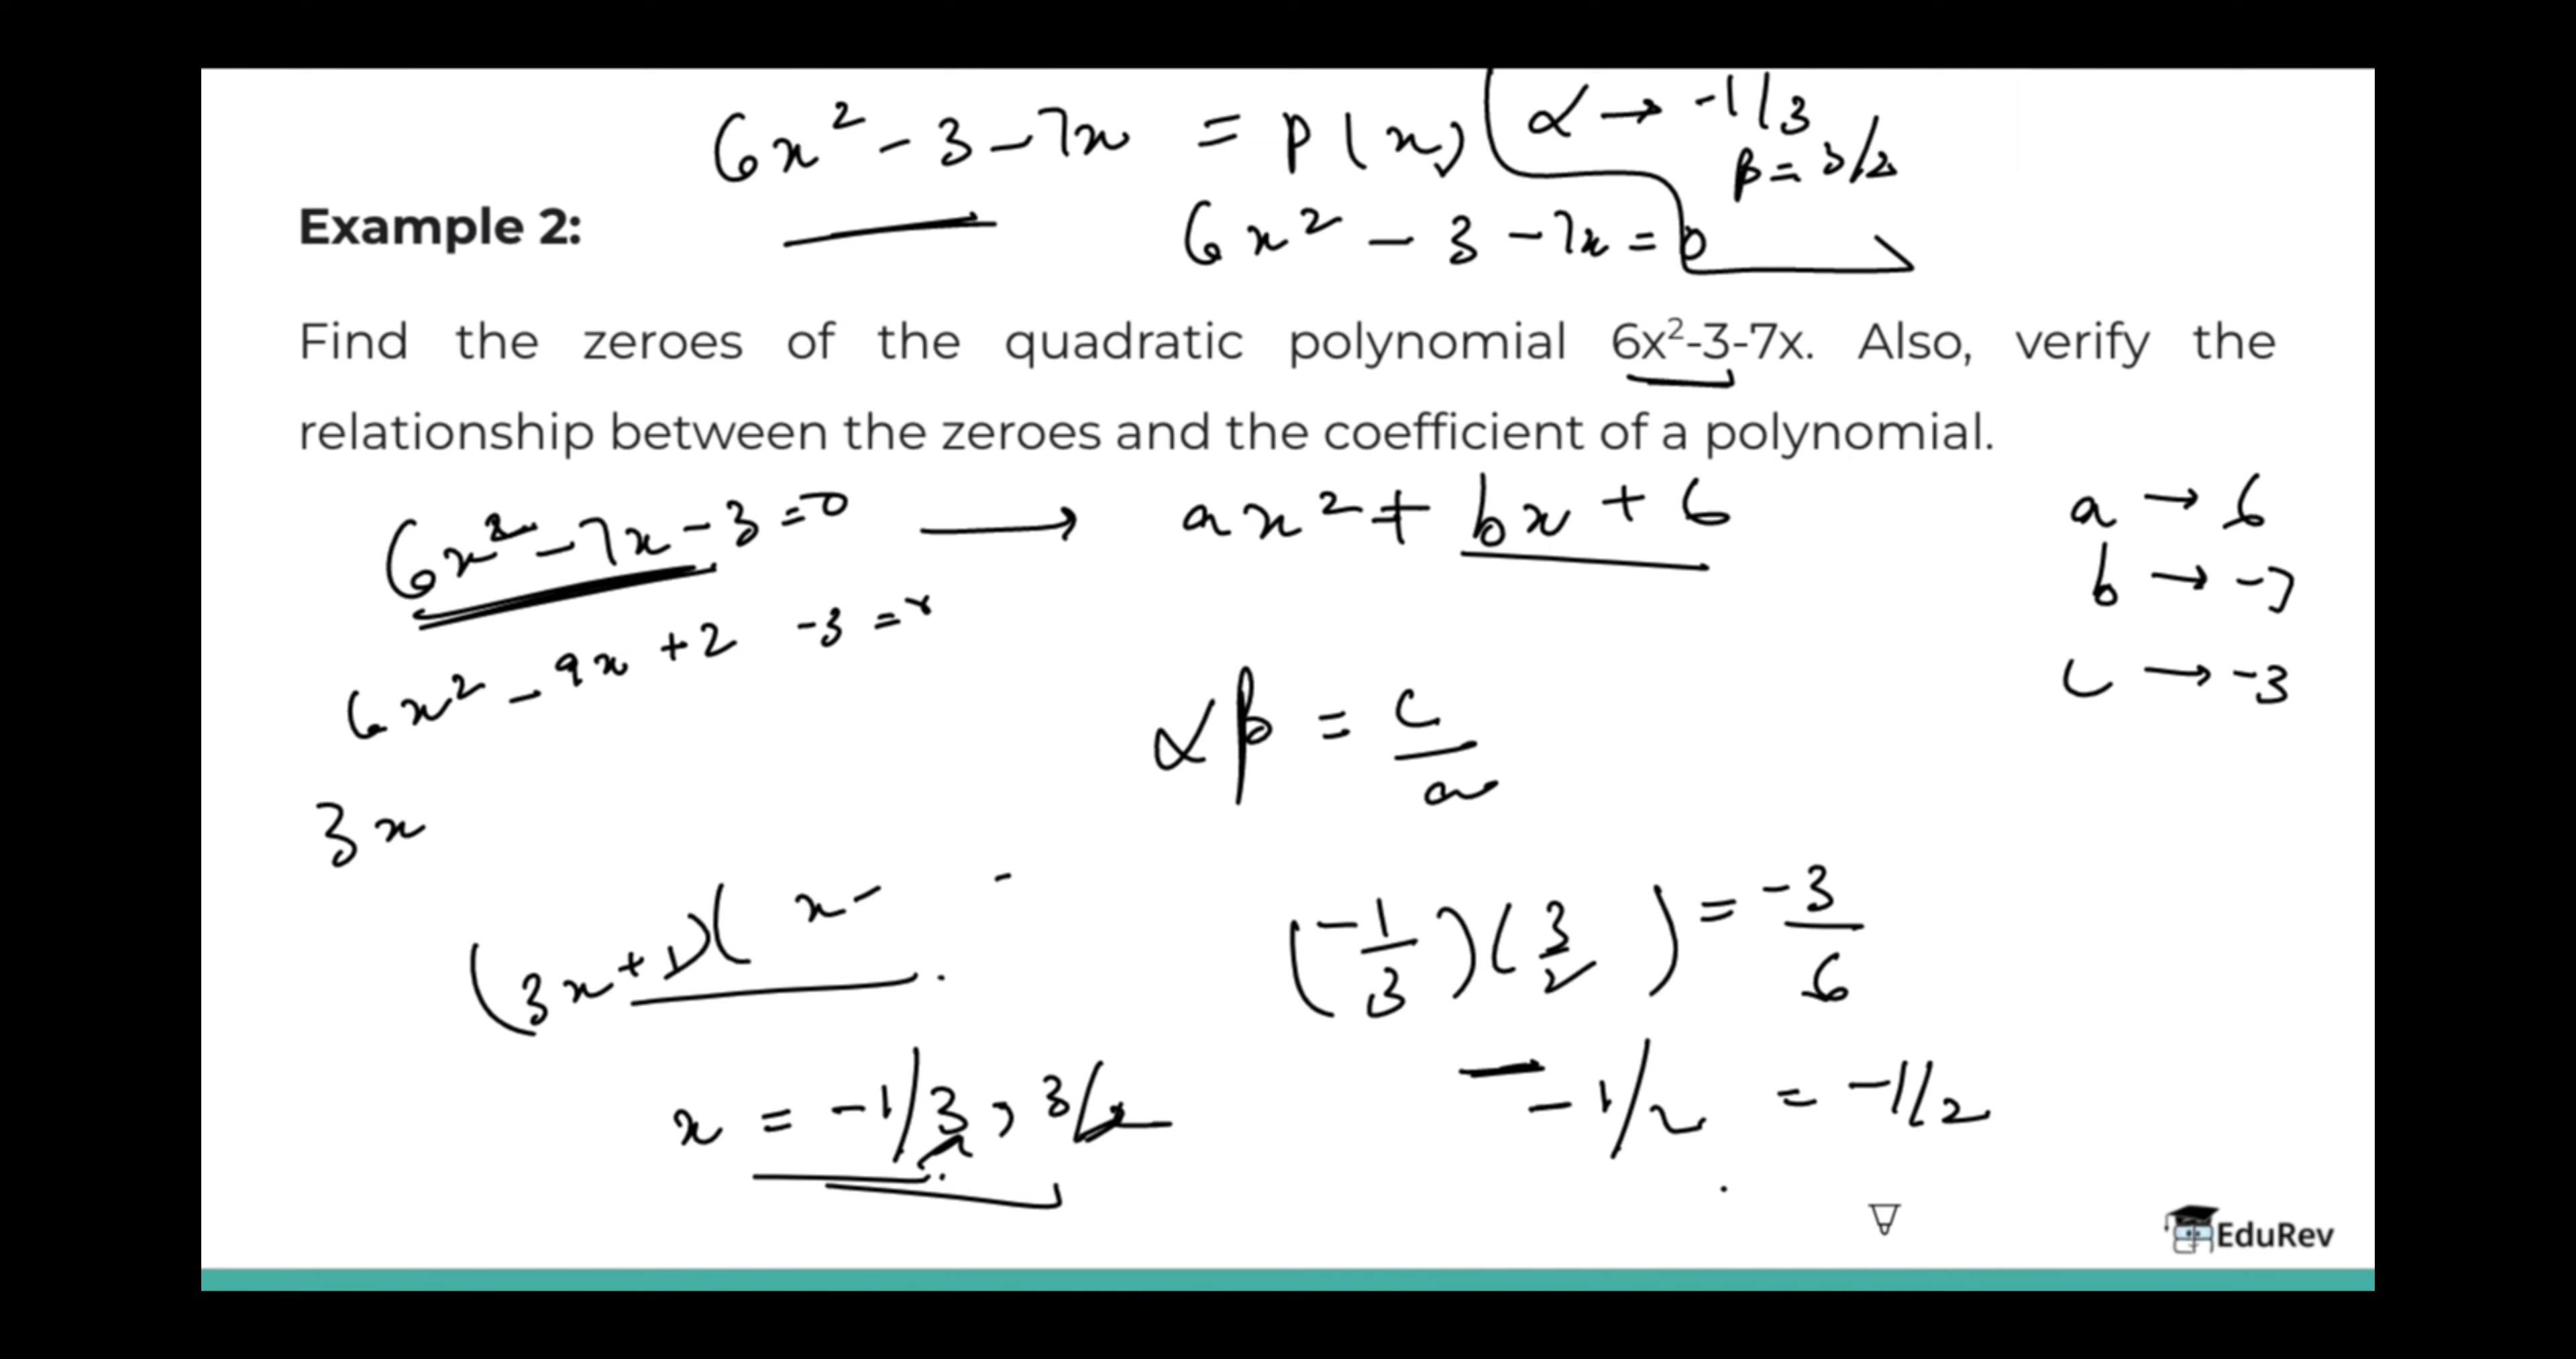 6x² - 3 - 7x = p(x)
α → -1/3
β = 3/2
Example 2:
6x² - 3 - 7x = 0
Find the zeroes of the quadratic polynomial 6x²-3-7x. Also, verify the
relationship between the zeroes and the coefficient of a polynomial.
6x² - 7x - 3 = 0 → ax² + bx + 6
a → 6
b → -7
c → -3
6x² - 9x + 2 -3 =
αβ = c/a
3x
(3x+1)(x -
(-1/3)(3/2) = -3/6
x = -1/3, 3/2
-1/2 = -1/2
EduRev